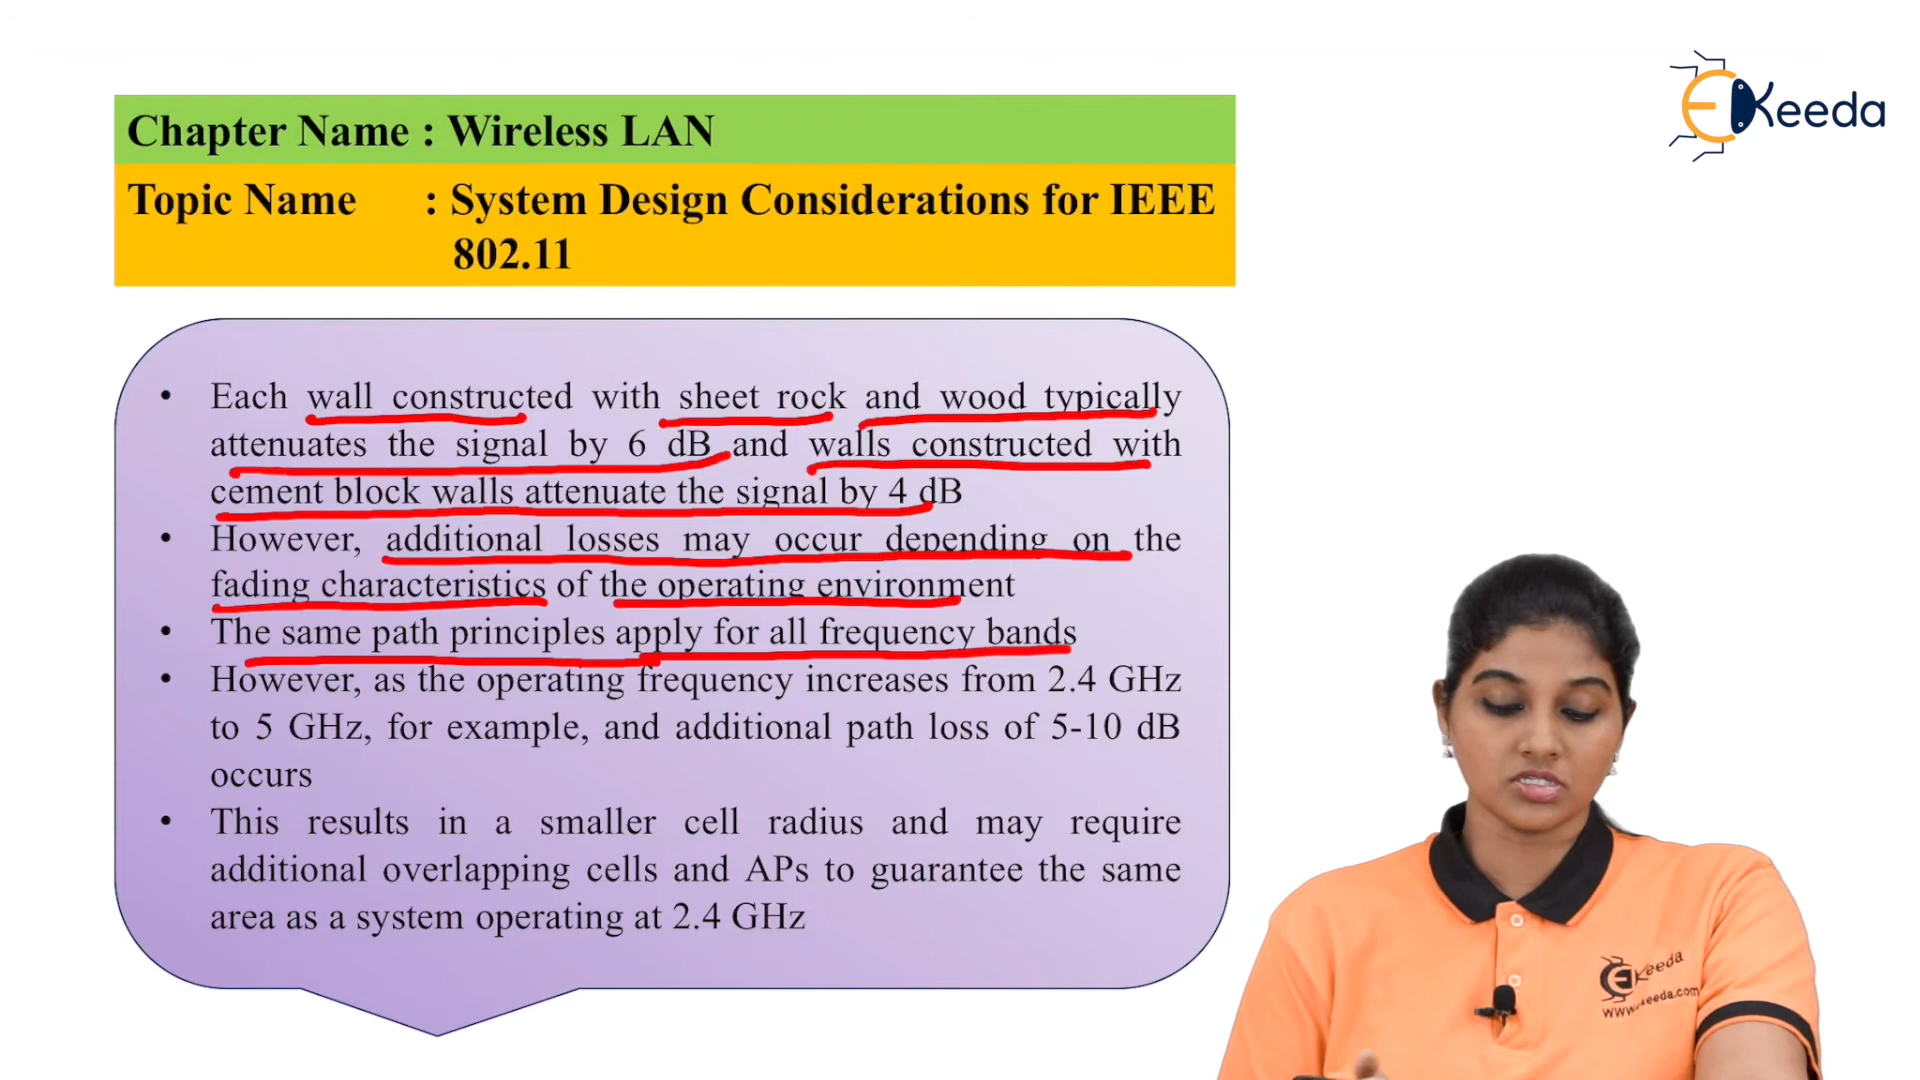 EKeeda
Chapter Name : Wireless LAN
Topic Name : System Design Considerations for IEEE
802.11
• Each wall constructed with sheet rock and wood typically
attenuates the signal by 6 dB and walls constructed with
cement block walls attenuate the signal by 4 dB
• However, additional losses may occur depending on the
fading characteristics of the operating environment
• The same path principles apply for all frequency bands
• However, as the operating frequency increases from 2.4 GHz
to 5 GHz, for example, and additional path loss of 5-10 dB
occurs
• This results in a smaller cell radius and may require
additional overlapping cells and APs to guarantee the same
area as a system operating at 2.4 GHz
EKeeda
www.ekeeda.com